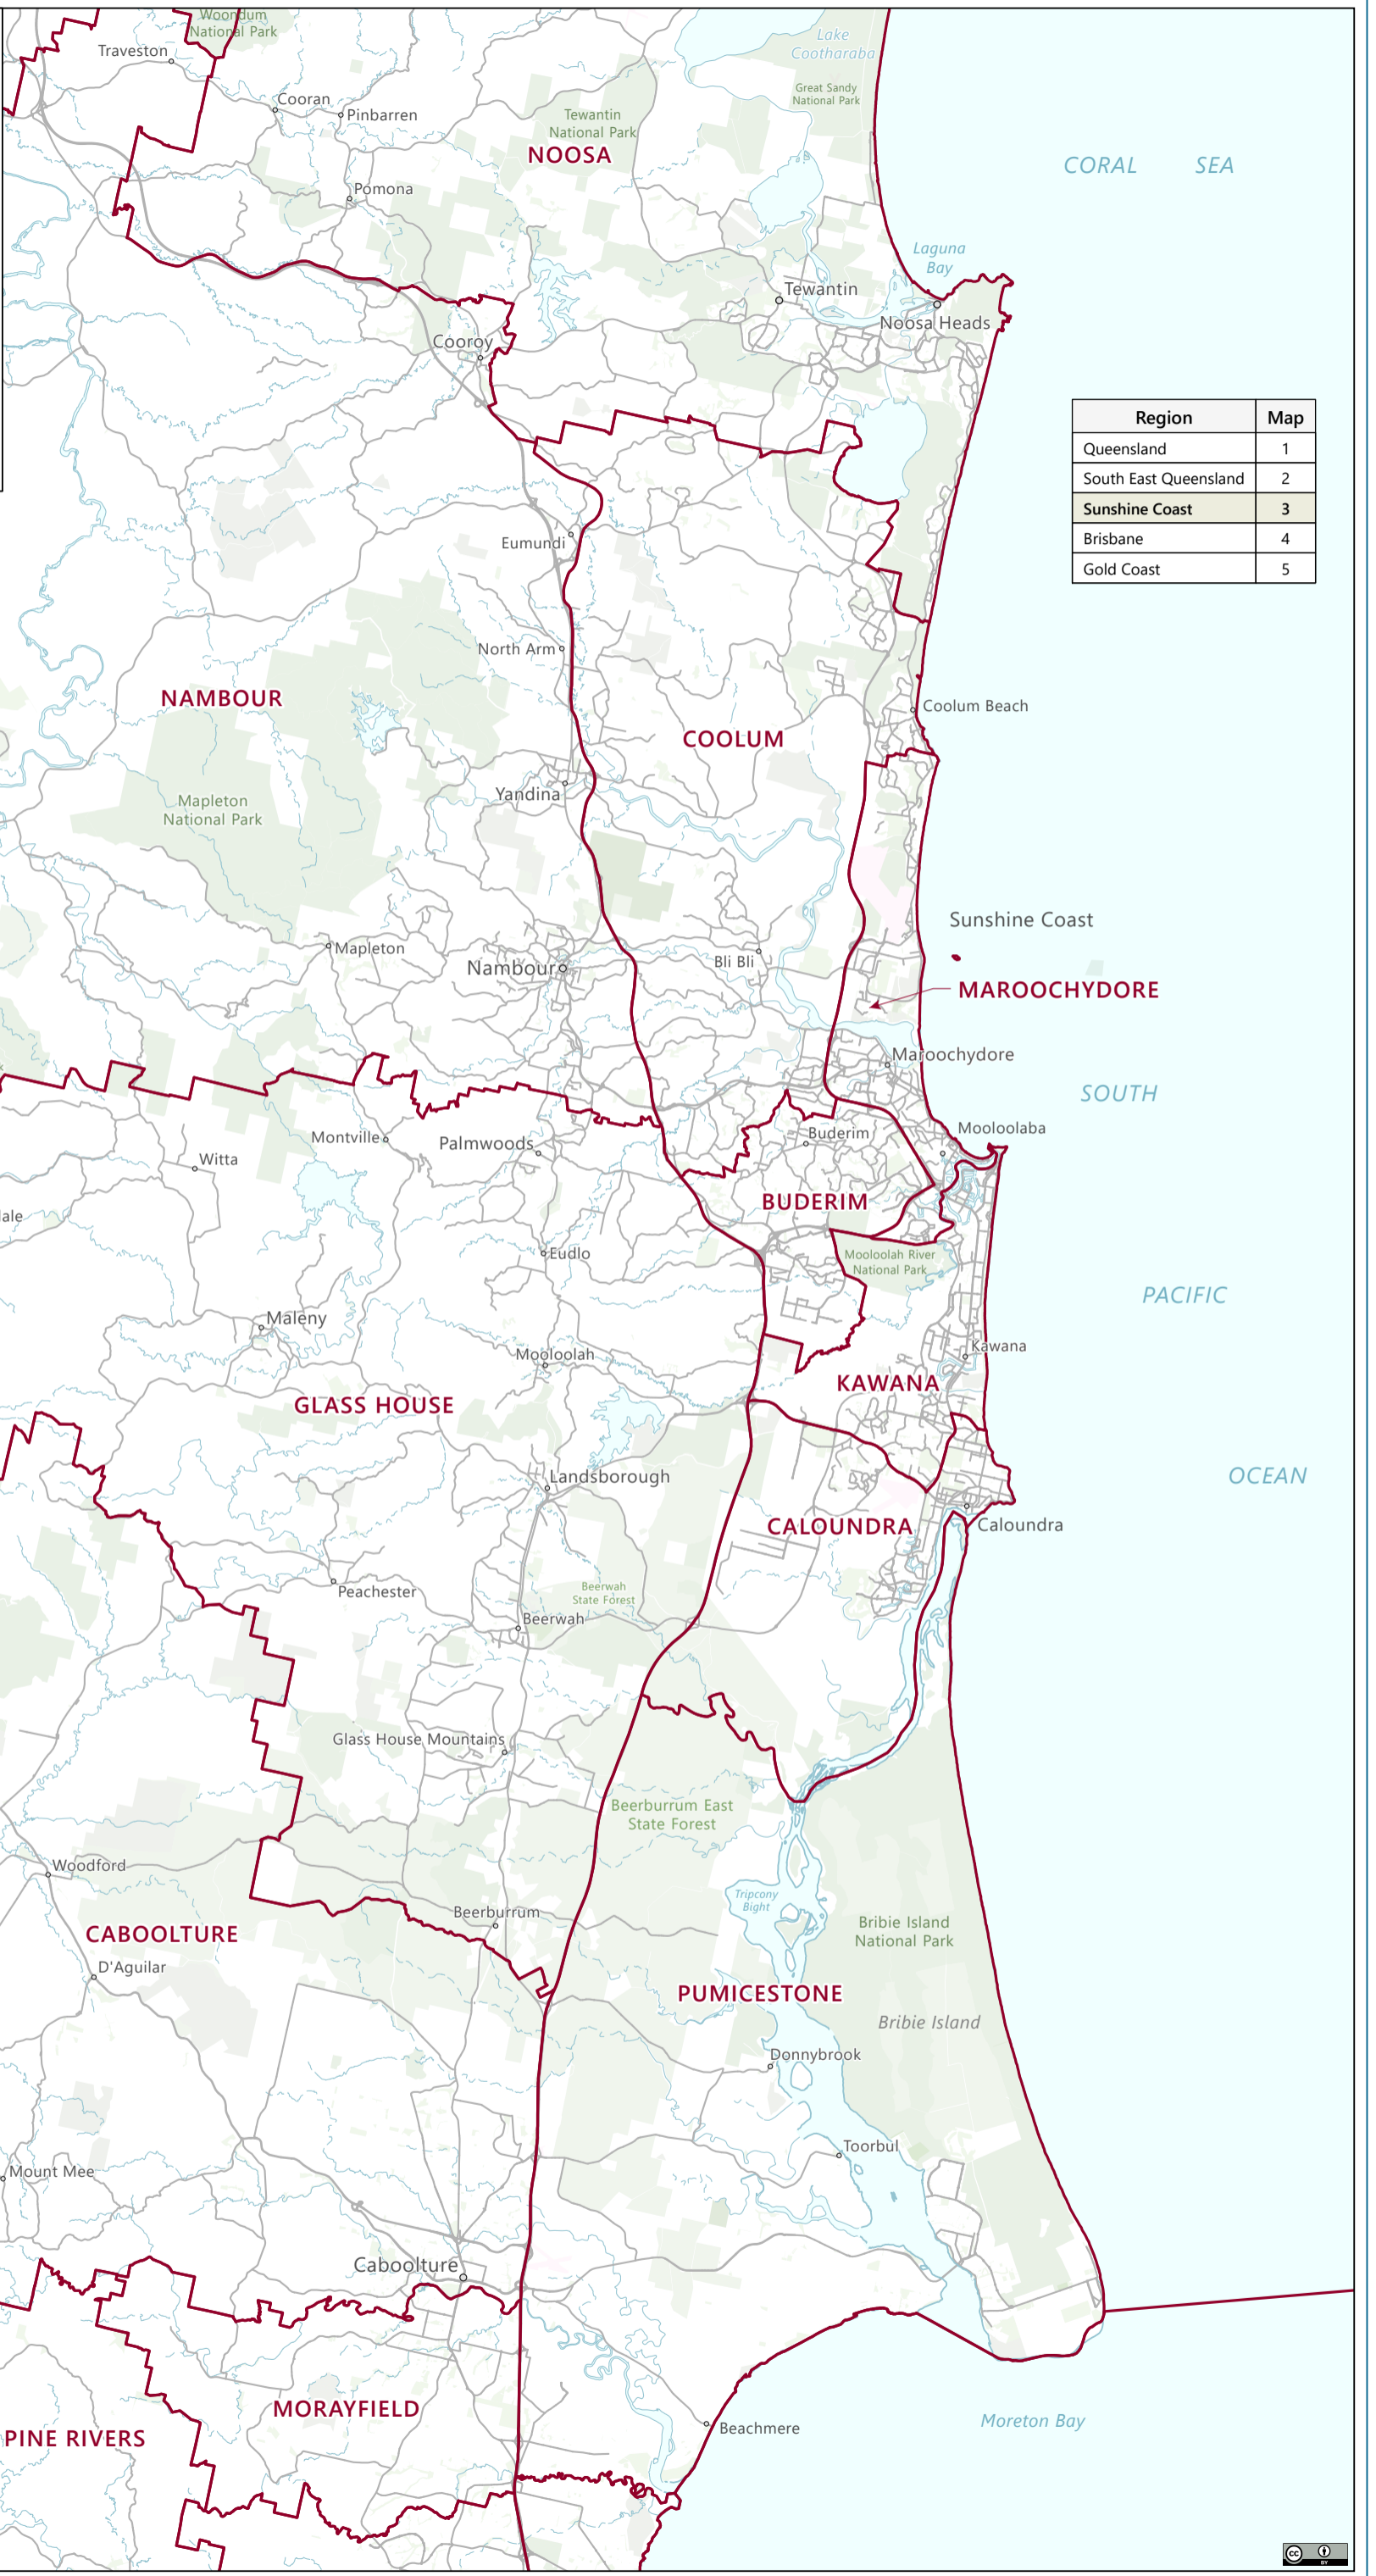 Woondum
National Park
Traveston
Lake
Cootharaba
Great Sandy
National Park
Cooran
Pinbarren
Tewantin
National Park
NOOSA
CORAL SEA
Pomona
Laguna
Bay
Tewantin
Noosa Heads
Cooroy
Region Map
Queensland 1
South East Queensland 2
Sunshine Coast 3
Brisbane 4
Gold Coast 5
Eumundi
North Arm
NAMBOUR
Coolum Beach
COOLUM
Yandina
Mapleton
National Park
Sunshine Coast
Mapleton
Nambour
Bli Bli
MAROOCHYDORE
Maroochydore
SOUTH
Mooloolaba
Buderim
Montville
Palmwoods
Witta
BUDERIM
ale
Eudlo
Mooloolah River
National Park
PACIFIC
Maleny
Kawana
Mooloolah
KAWANA
GLASS HOUSE
OCEAN
Landsborough
CALOUNDRA
Caloundra
Peachester
Beerwah
State Forest
Beerwah
Glass House Mountains
Beerburrum East
State Forest
Woodford
Tripcony
Bight
Beerburrum
Bribie Island
National Park
CABOOLTURE
D'Aguilar
PUMICESTONE
Bribie Island
Donnybrook
Toorbul
Mount Mee
Caboolture
MORAYFIELD
Moreton Bay
Beachmere
PINE RIVERS
cc
BY